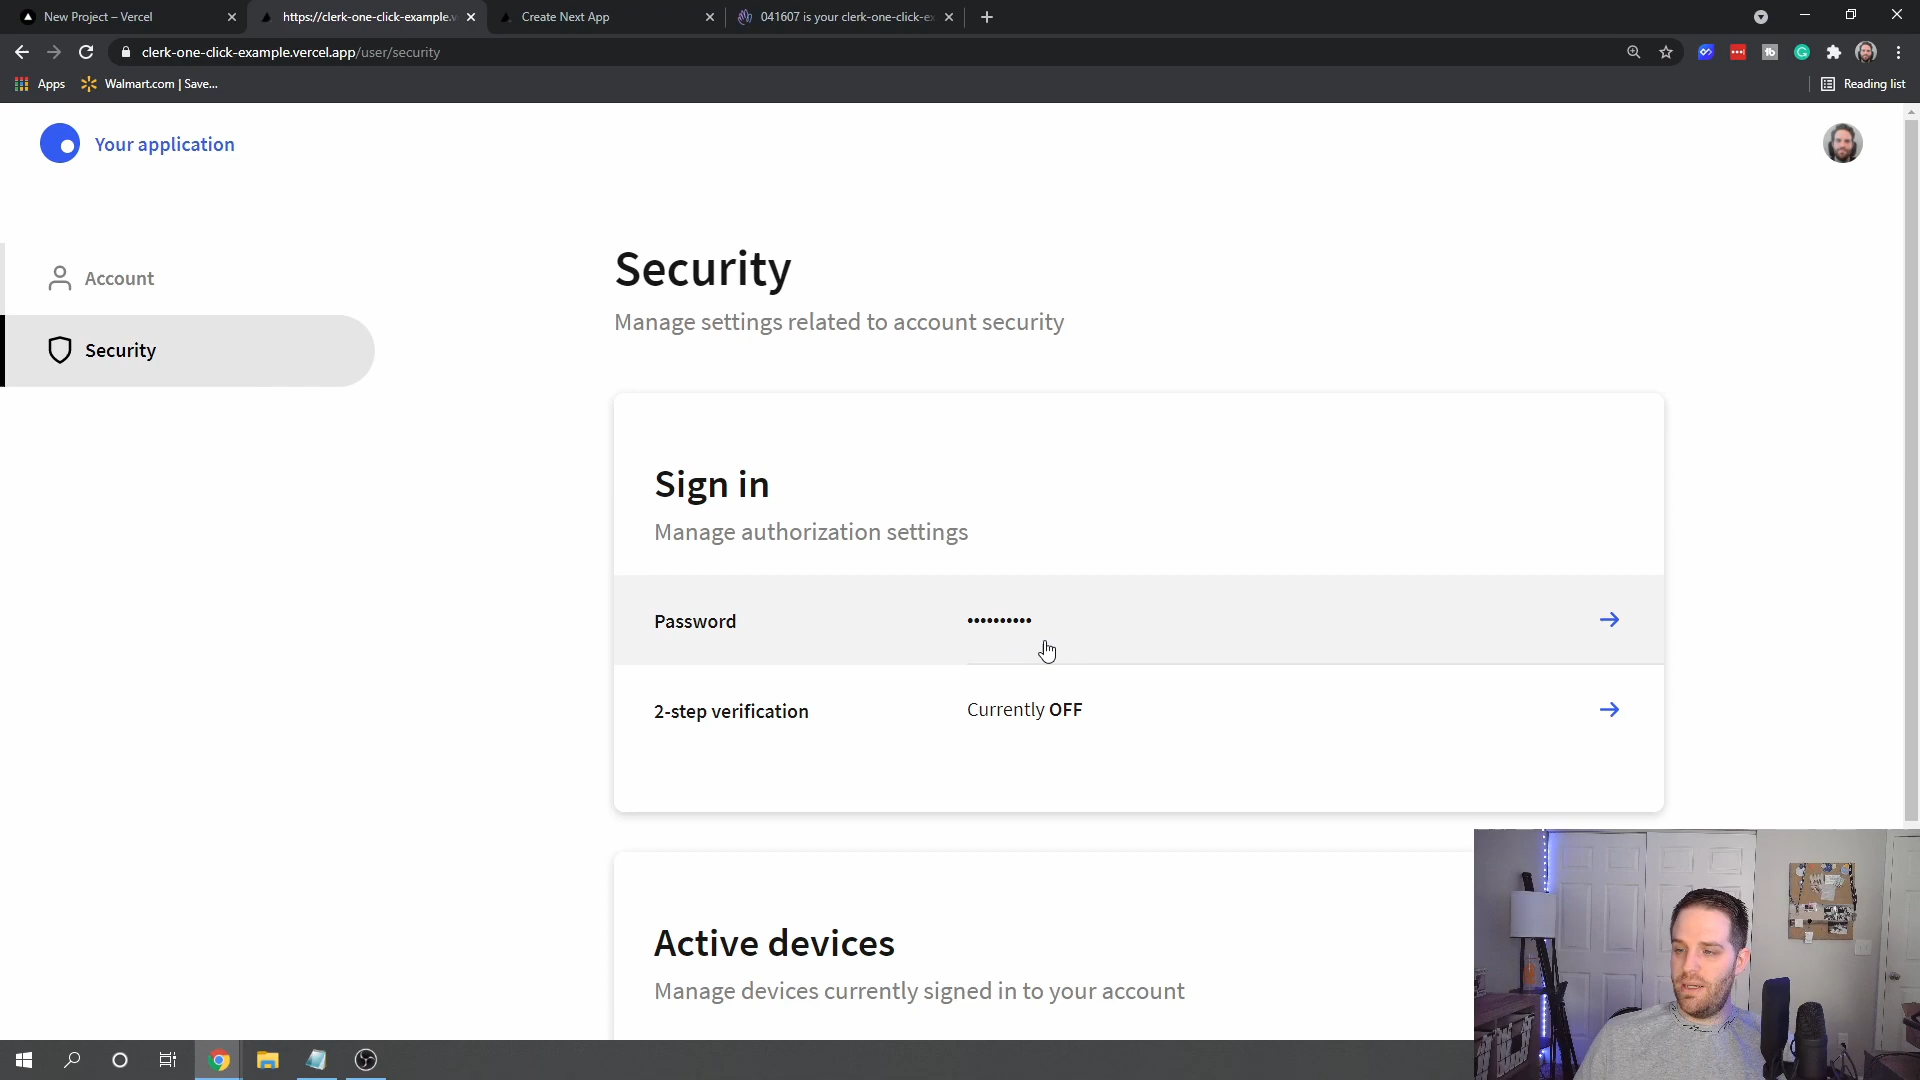 New Project – Vercel
https://clerk-one-click-example.v
Create Next App
041607 is your clerk-one-click-ex
clerk-one-click-example.vercel.app/user/security
Apps
Walmart.com | Save...
Reading list
Your application
Account
Security
Security
Manage settings related to account security
Sign in
Manage authorization settings
Password
••••••••••
2-step verification
Currently OFF
Active devices
Manage devices currently signed in to your account